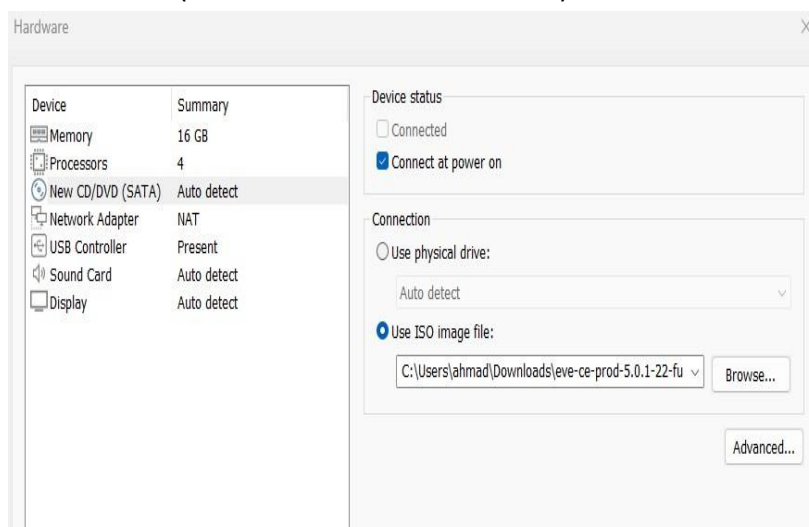 Hardware
Device Summary
Memory 16 GB
Processors 4
New CD/DVD (SATA) Auto detect
Network Adapter NAT
USB Controller Present
Sound Card Auto detect
Display Auto detect
Device status
Connected
Connect at power on
Connection
Use physical drive:
Auto detect
Use ISO image file:
C:\Users\ahmad\Downloads\eve-ce-prod-5.0.1-22-fu
Browse...
Advanced...